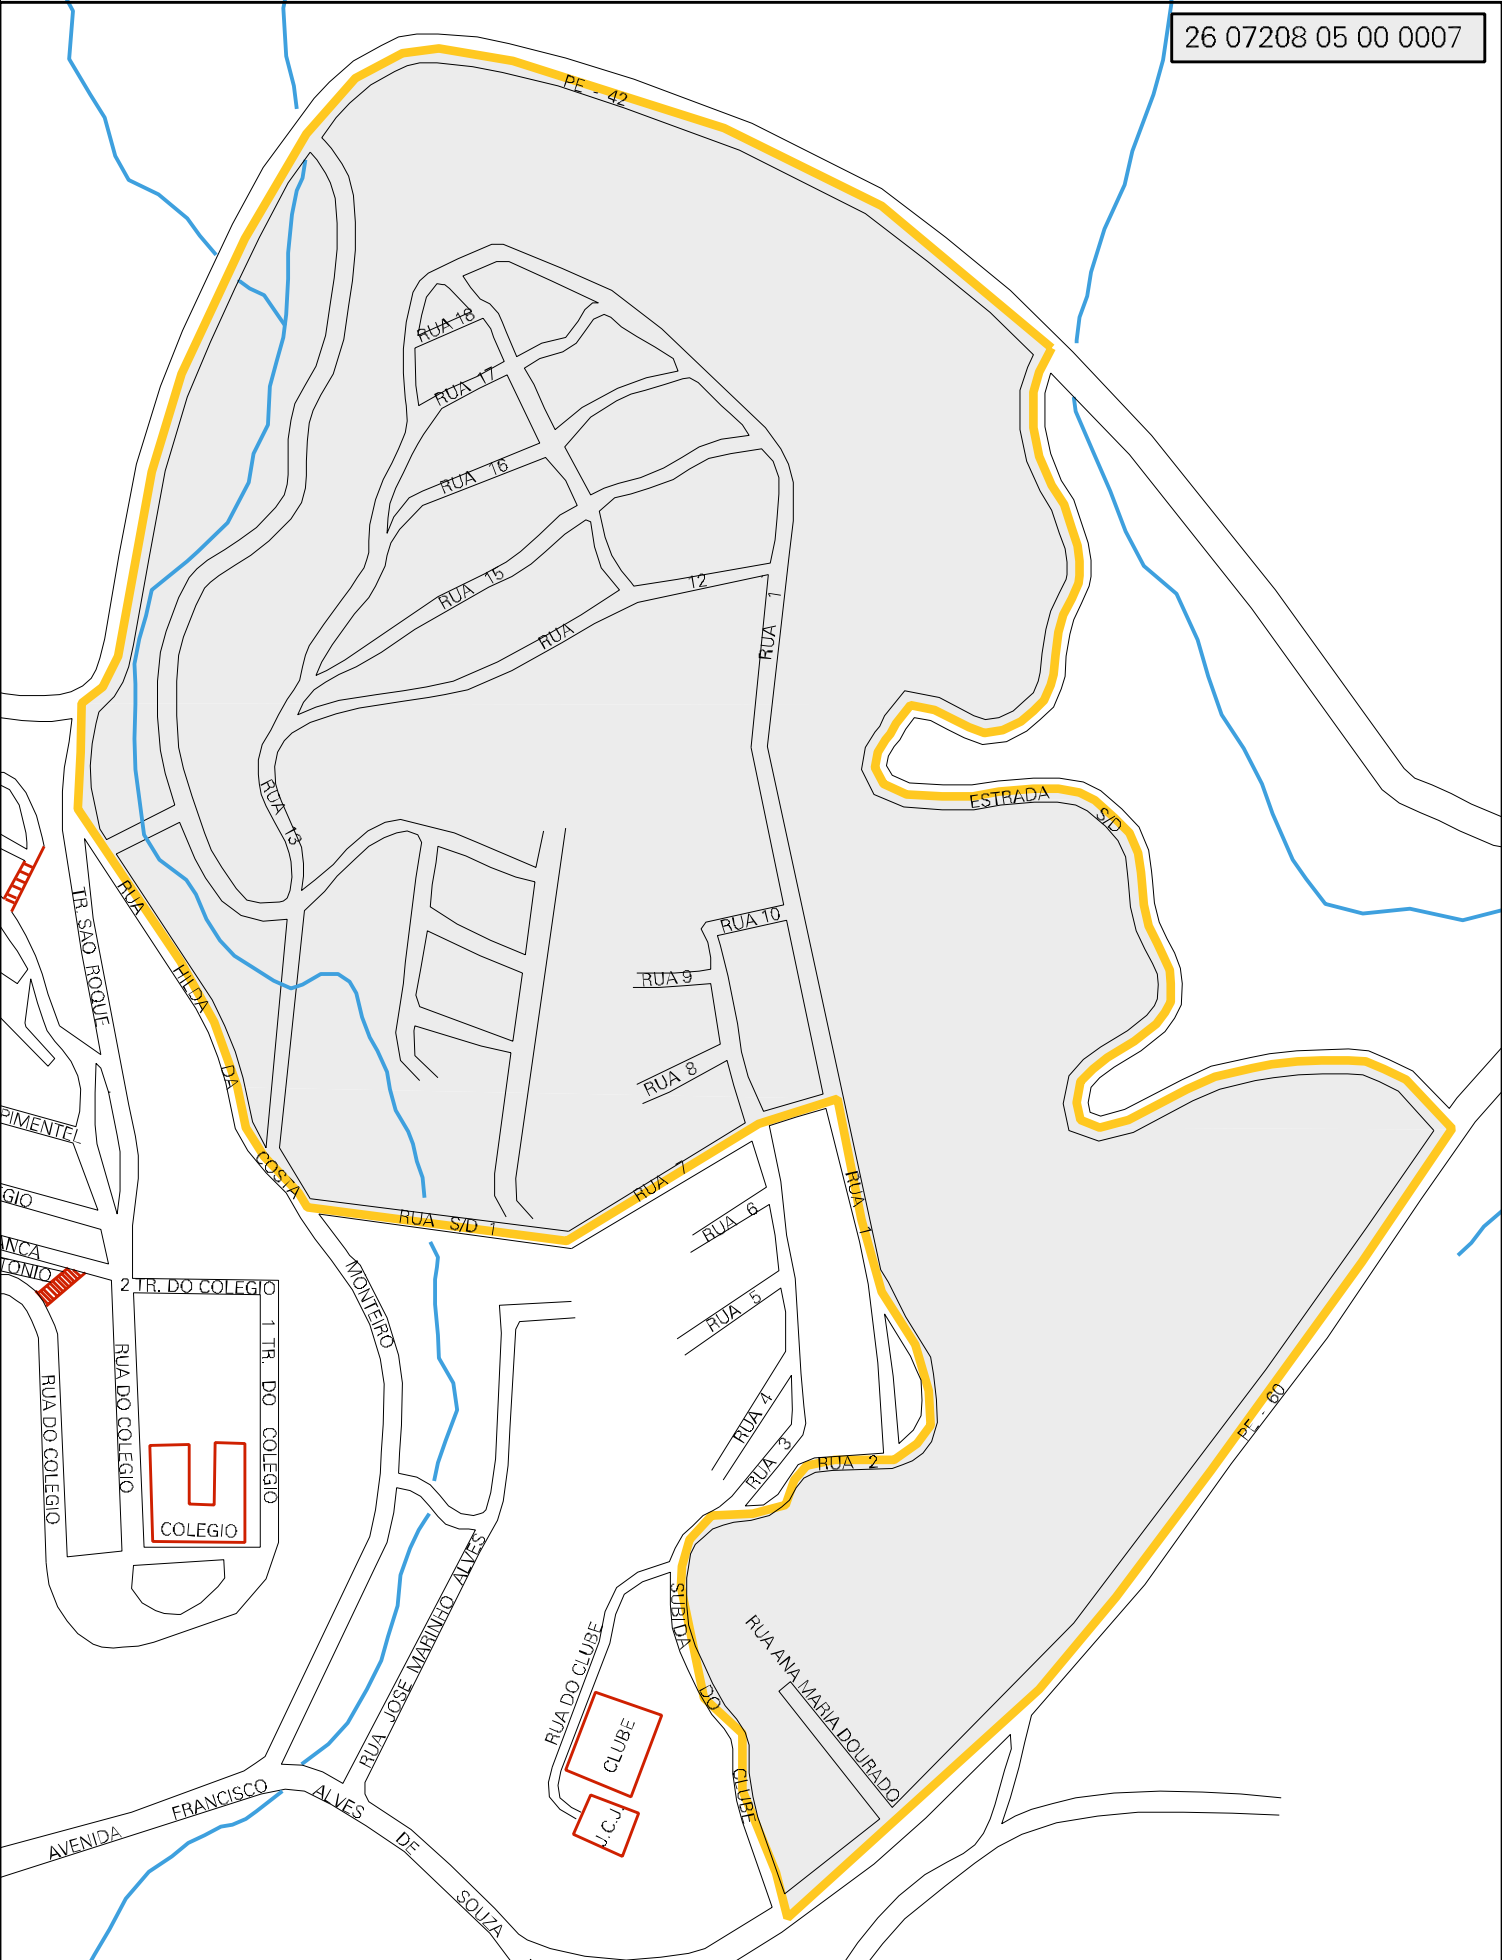 26 07208 05 00 0007
PE - 42
RUA 18
RUA 17
RUA 16
RUA 15
12
RUA
RUA 1
RUA 13
ESTRADA S/D
RUA 10
RUA 9
RUA 8
RUA 7
RUA HILDA DA COSTA MONTEIRO
TR. SAO ROQUE
PIMENTEL
GIO
ANCA
TONIO
RUA S/D 1
RUA 1
RUA 6
RUA 5
RUA 4
RUA 3
RUA 2
2 TR. DO COLEGIO
1 TR. DO COLEGIO
RUA DO COLEGIO
RUA DO COLEGIO
COLEGIO
PE - 60
RUA JOSE MARINHO ALVES
RUA DO CLUBE
SUBIDA DO CLUBE
RUA ANA MARIA DOURADO
CLUBE
J.C.J.
AVENIDA FRANCISCO ALVES DE SOUZA